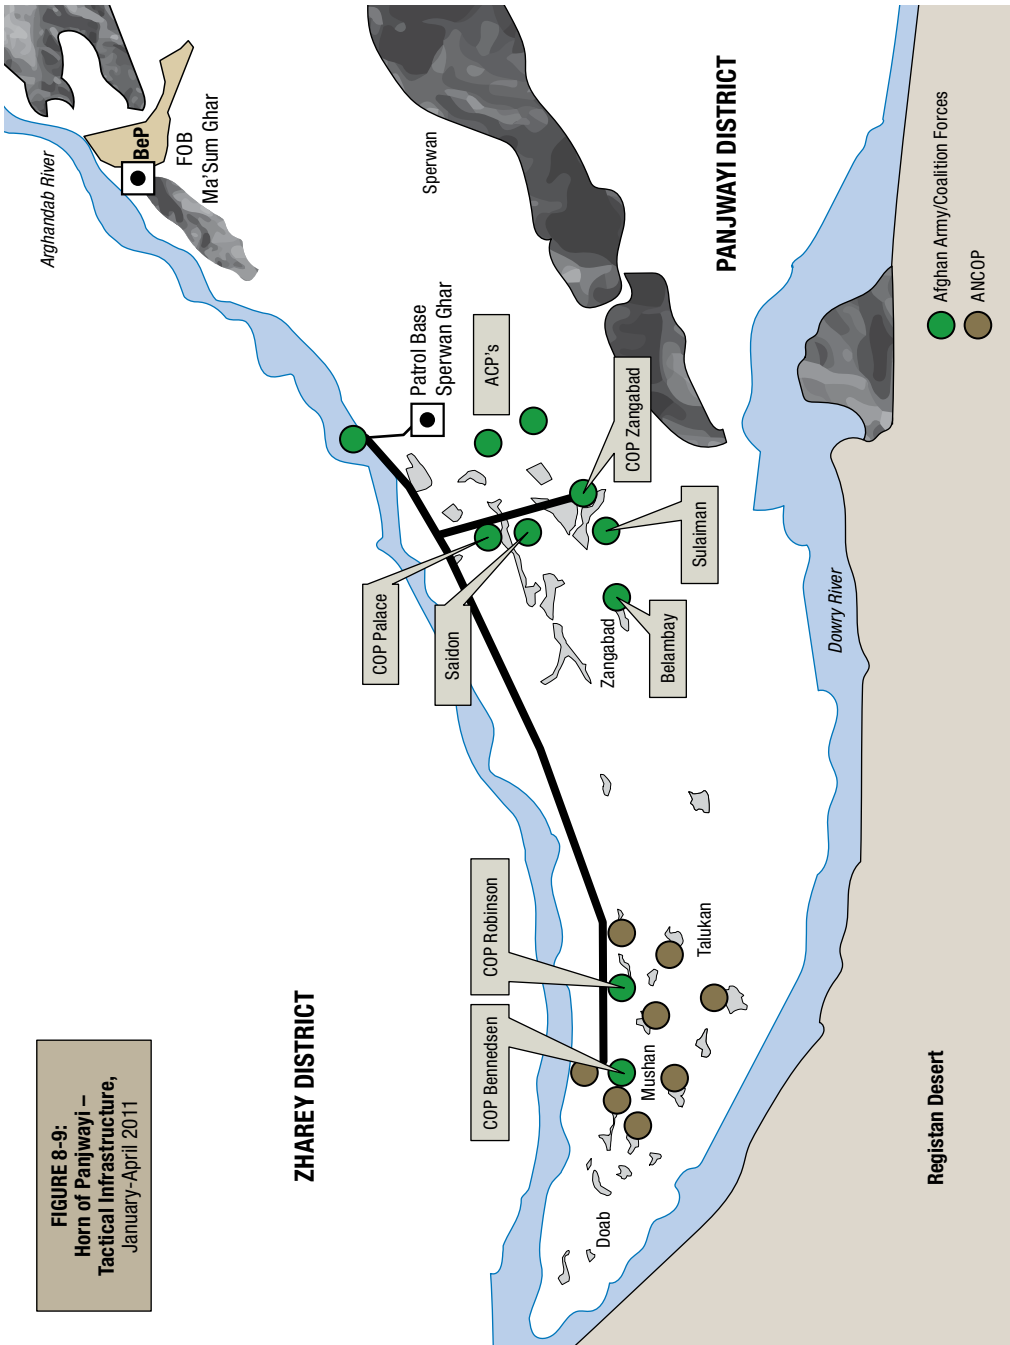 FIGURE 8-9:
Horn of Panjwayi –
Tactical Infrastructure,
January-April 2011
ZHAREY DISTRICT
Arghandab River
BeP
FOB
Ma'Sum Ghar
Sperwan
Patrol Base
Sperwan Ghar
ACP's
PANJWAYI DISTRICT
COP Zangabad
Sulaiman
COP Palace
Saidon
Zangabad
Belambay
Dowry River
COP Robinson
COP Bennedsen
Talukan
Mushan
Doab
Registan Desert
Afghan Army/Coalition Forces
ANCOP